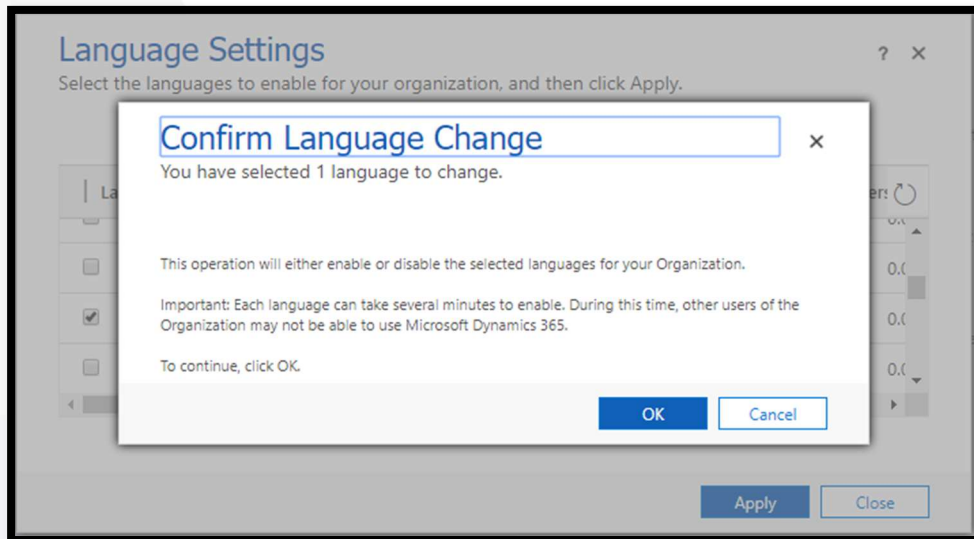 Language Settings
? ×
Select the languages to enable for your organization, and then click Apply.
Confirm Language Change
×
You have selected 1 language to change.
This operation will either enable or disable the selected languages for your Organization.
Important: Each language can take several minutes to enable. During this time, other users of the
Organization may not be able to use Microsoft Dynamics 365.
To continue, click OK.
OK Cancel
Apply Close